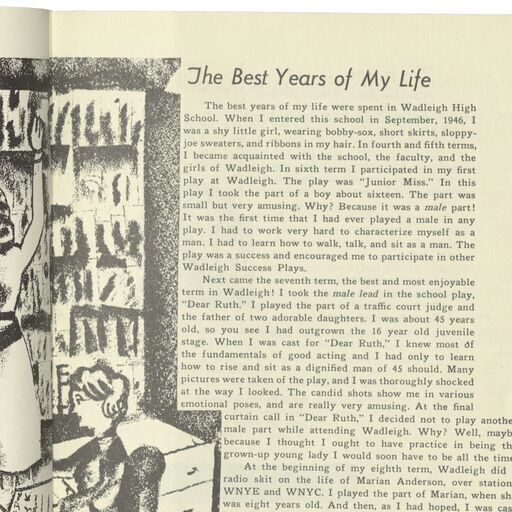 The Best Years of My Life
The best years of my life were spent in Wadleigh High
School. When I entered this school in September, 1946, I
was a shy little girl, wearing bobby-sox, short skirts, sloppy-
joe sweaters, and ribbons in my hair. In fourth and fifth terms,
I became acquainted with the school, the faculty, and the
girls of Wadleigh. In sixth term I participated in my first
play at Wadleigh. The play was "Junior Miss." In this
play I took the part of a boy about sixteen. The part was
small but very amusing. Why? Because it was a male part!
It was the first time that I had ever played a male in any
play. I had to work very hard to characterize myself as a
man. I had to learn how to walk, talk, and sit as a man. The
play was a success and encouraged me to participate in other
Wadleigh Success Plays.
Next came the seventh term, the best and most enjoyable
term in Wadleigh! I took the male lead in the school play,
"Dear Ruth." I played the part of a traffic court judge and
the father of two adorable daughters. I was about 45 years
old, so you see I had outgrown the 16 year old juvenile
stage. When I was cast for "Dear Ruth," I knew most of
the fundamentals of good acting and I had only to learn
how to rise and sit as a dignified man of 45 should. Many
pictures were taken of the play, and I was thoroughly shocked
at the way I looked. The candid shots show me in various
emotional poses, and are really very amusing. At the final
curtain call in "Dear Ruth," I decided not to play anothe
male part while attending Wadleigh. Why? Well, mayb
because I thought I ought to have practice in being th
grown-up young lady I would soon have to be all the time
At the beginning of my eighth term, Wadleigh did
radio skit on the life of Marian Anderson, over station
WNYE and WNYC. I played the part of Marian, when sh
was eight years old. And then, as I had hoped, I was cas